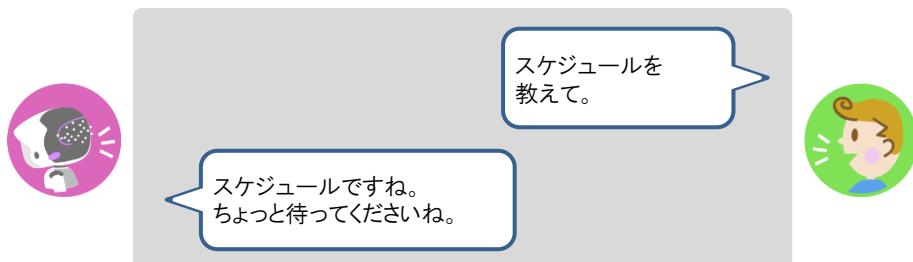 スケジュールを
教えて。
スケジュールですね。
ちょっと待ってくださいね。